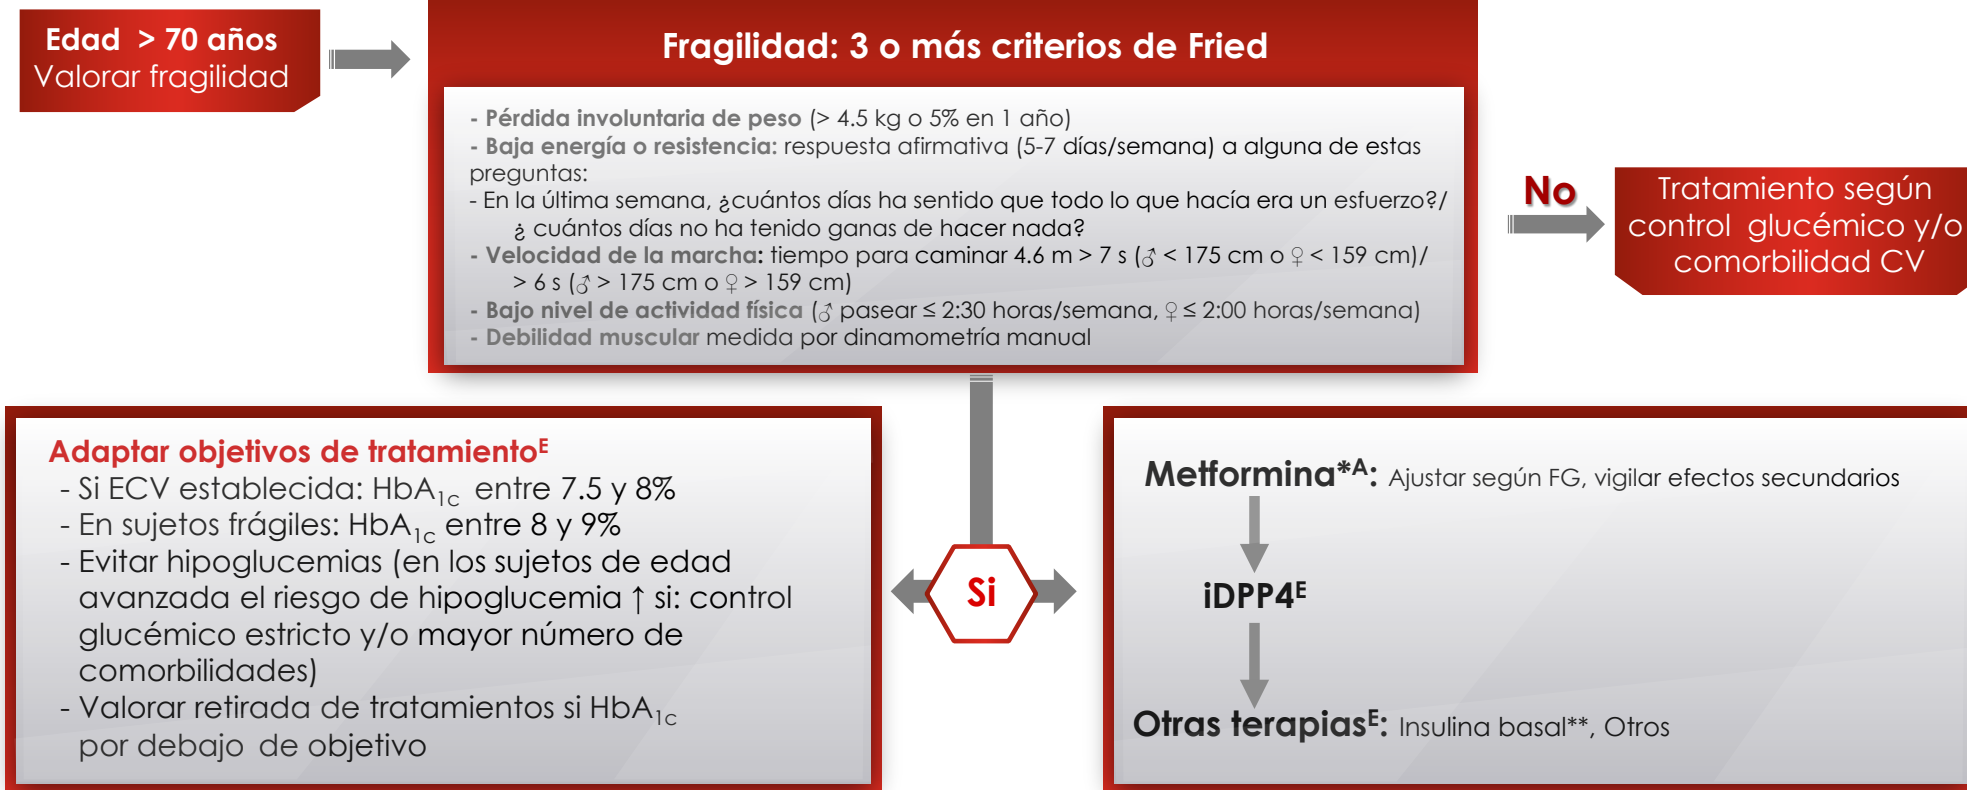 Edad > 70 años
Valorar fragilidad
Fragilidad: 3 o más criterios de Fried
- Pérdida involuntaria de peso (> 4.5 kg o 5% en 1 año)
- Baja energía o resistencia: respuesta afirmativa (5-7 días/semana) a alguna de estas
preguntas:
- En la última semana, ¿cuántos días ha sentido que todo lo que hacía era un esfuerzo?/
¿ cuántos días no ha tenido ganas de hacer nada?
- Velocidad de la marcha: tiempo para caminar 4.6 m > 7 s (♂ < 175 cm o ♀ < 159 cm)/
> 6 s (♂ > 175 cm o ♀ > 159 cm)
- Bajo nivel de actividad física (♂ pasear ≤ 2:30 horas/semana, ♀ ≤ 2:00 horas/semana)
- Debilidad muscular medida por dinamometría manual
No
Tratamiento según
control glucémico y/o
comorbilidad CV
Adaptar objetivos de tratamientoᴱ
- Si ECV establecida: HbA1c entre 7.5 y 8%
- En sujetos frágiles: HbA1c entre 8 y 9%
- Evitar hipoglucemias (en los sujetos de edad
avanzada el riesgo de hipoglucemia ↑ si: control
glucémico estricto y/o mayor número de
comorbilidades)
- Valorar retirada de tratamientos si HbA1c
por debajo de objetivo
Si
Metformina*ᴬ: Ajustar según FG, vigilar efectos secundarios
iDPP4ᴱ
Otras terapiasᴱ: Insulina basal**, Otros